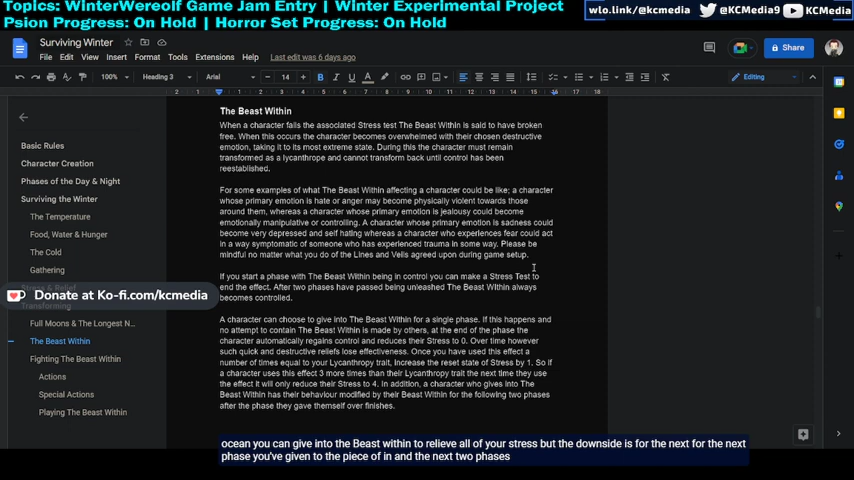 Topics: WinterWereolf Game Jam Entry | Winter Experimental Project
Psion Progress: On Hold | Horror Set Progress: On Hold
wlo.link/@kcmedia @KCMedia9 KCMedia
Surviving Winter
File Edit View Insert Format Tools Extensions Help Last edit was 6 days ago
Share
100% Heading 3 Arial 14 Editing
2 1 1 2 3 4 5 6 7 8 9 10 11 12 13 14 15 16 17 18
Basic Rules
Character Creation
Phases of the Day & Night
Surviving the Winter
The Temperature
Food, Water & Hunger
The Cold
Gathering
Stress & Relief
Donate at Ko-fi.com/kcmedia
Transforming
Full Moons & The Longest N...
The Beast Within
Fighting The Beast Within
Actions
Special Actions
Playing The Beast Within
The Beast Within
When a character fails the associated Stress test The Beast Within is said to have broken
free. When this occurs the character becomes overwhelmed with their chosen destructive
emotion, taking it to its most extreme state. During this the character must remain
transformed as a lycanthrope and cannot transform back until control has been
reestablished.
For some examples of what The Beast Within affecting a character could be like; a character
whose primary emotion is hate or anger may become physically violent towards those
around them, whereas a character whose primary emotion is jealousy could become
emotionally manipulative or controlling. A character whose primary emotion is sadness could
become very depressed and self hating whereas a character who experiences fear could act
in a way symptomatic of someone who has experienced trauma in some way. Please be
mindful no matter what you do of the Lines and Veils agreed upon during game setup.
If you start a phase with The Beast Within being in control you can make a Stress Test to
end the effect. After two phases have passed being unleashed The Beast Within always
becomes controlled.
A character can choose to give into The Beast Within for a single phase. If this happens and
no attempt to contain The Beast Within is made by others, at the end of the phase the
character automatically regains control and reduces their Stress to 0. Over time however
such quick and destructive reliefs lose effectiveness. Once you have used this effect a
number of times equal to your Lycanthropy trait, increase the reset state of Stress by 1. So if
a character uses this effect 3 more times than their Lycanthropy trait the next time they use
the effect it will only reduce their Stress to 4. In addition, a character who gives into The
Beast Within has their behaviour modified by their Beast Within for the following two phases
after the phase they gave themself over finishes.
ocean you can give into the Beast within to relieve all of your stress but the downside is for the next for the next
phase you've given to the piece of in and the next two phases